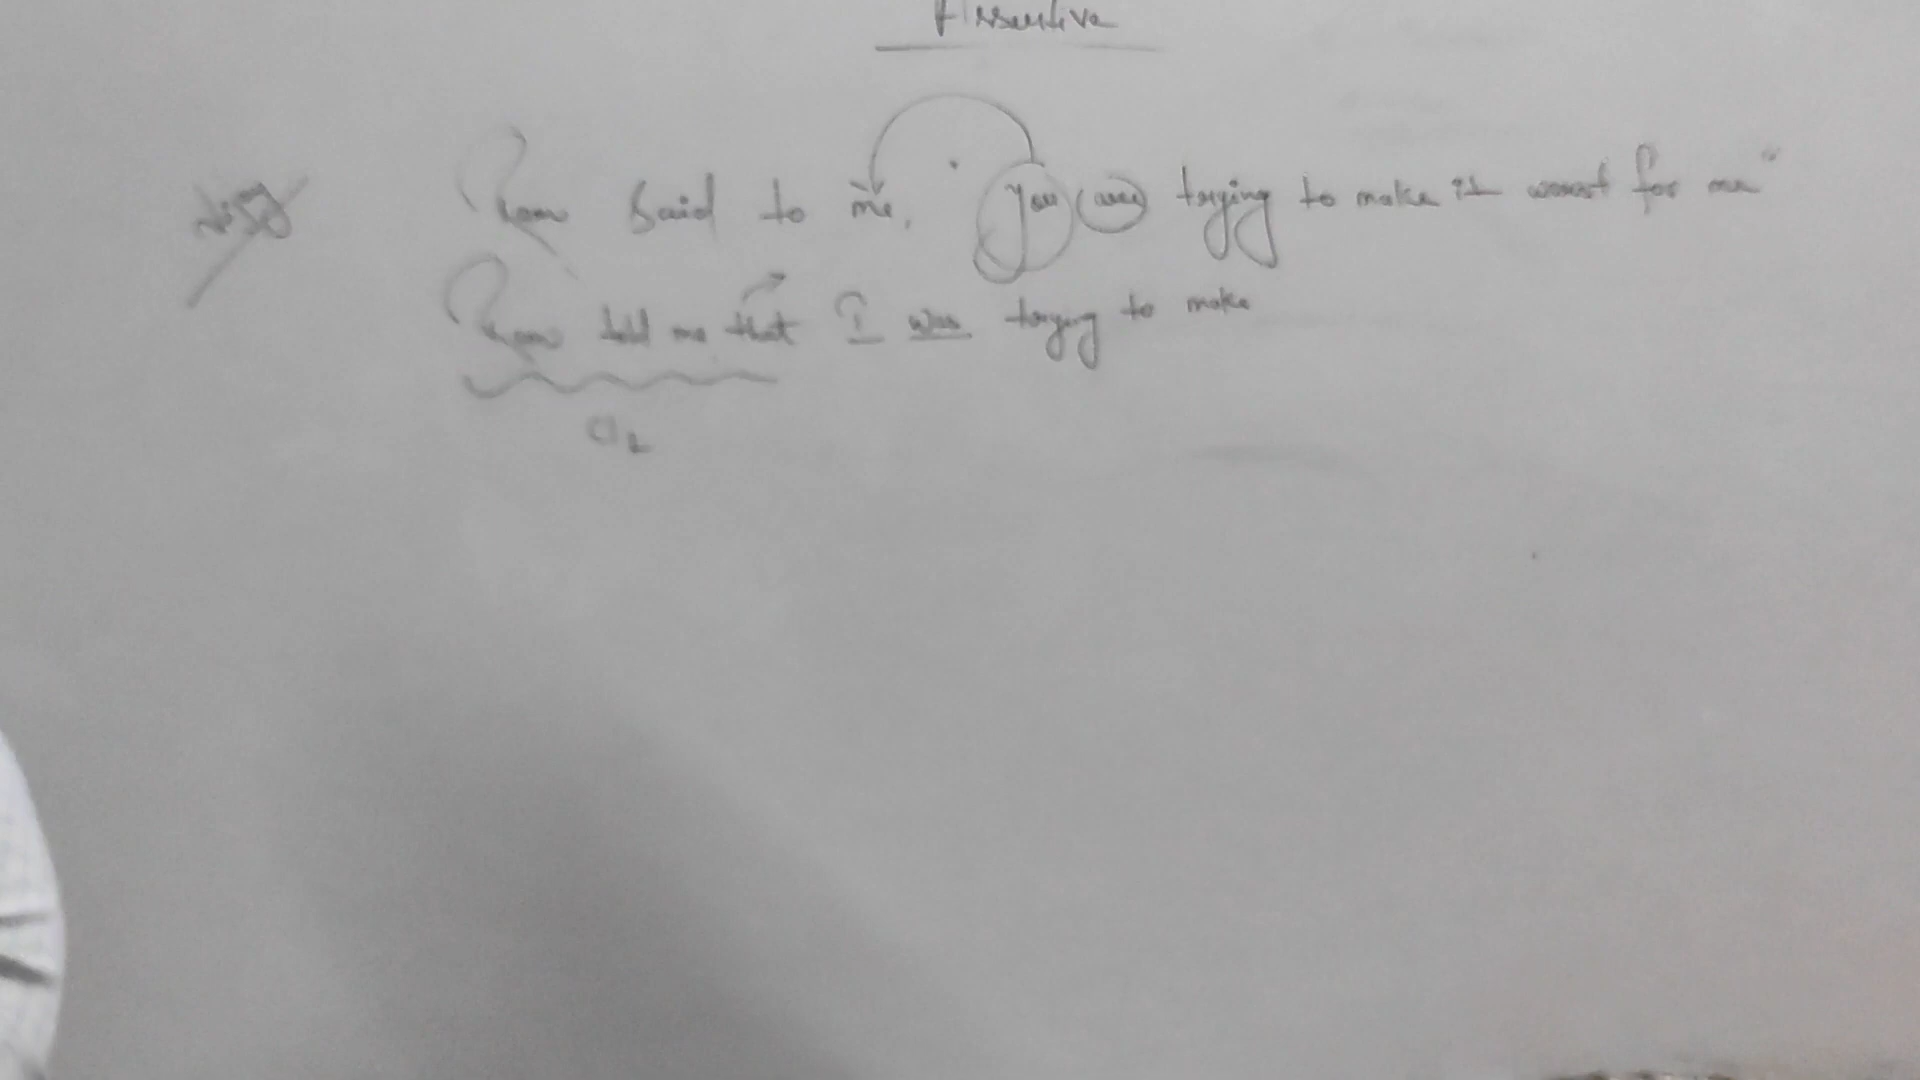 Assertive
Ram said to me, "You are trying to make it worst for me"
Ram told me that I was trying to make